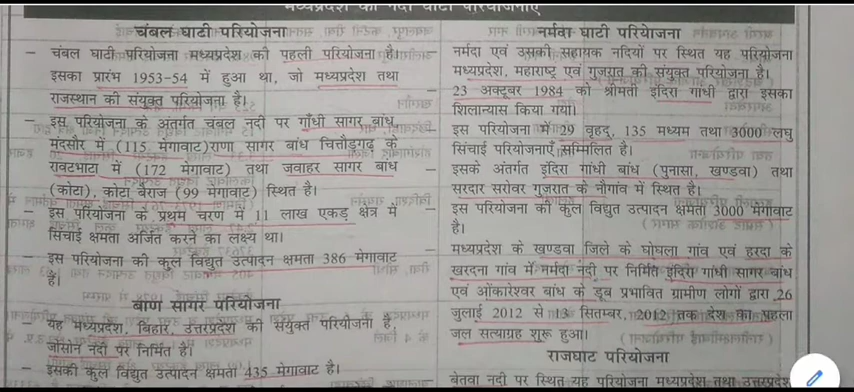 मध्यप्रदेश की नदी घाटी परियोजनाएं
चंबल घाटी परियोजना
– चंबल घाटी परियोजना मध्यप्रदेश की पहली परियोजना है।
इसका प्रारंभ 1953-54 में हुआ था, जो मध्यप्रदेश तथा
राजस्थान की संयुक्त परियोजना है।
– इस परियोजना के अंतर्गत चंबल नदी पर गाँधी सागर बांध,
मंदसौर में (115 मेगावाट)राणा सागर बांध चित्तौड़गढ़ के
रावटभाटा में (172 मेगावाट) तथा जवाहर सागर बांध
(कोटा), कोटा बैराज (99 मेगावाट) स्थित है।
– इस परियोजना के प्रथम चरण में 11 लाख एकड़ क्षेत्र में
सिंचाई क्षमता अर्जित करने का लक्ष्य था।
– इस परियोजना की कुल विद्युत उत्पादन क्षमता 386 मेगावाट
है।
बाण सागर परियोजना
– यह मध्यप्रदेश, बिहार, उत्तरप्रदेश की संयुक्त परियोजना है,
जो सोन नदी पर निर्मित है।
– इसकी कुल विद्युत उत्पादन क्षमता 435 मेगावाट है।
नर्मदा घाटी परियोजना
नर्मदा एवं उसकी सहायक नदियों पर स्थित यह परियोजना
मध्यप्रदेश, महाराष्ट्र एवं गुजरात की संयुक्त परियोजना है।
23 अक्टूबर 1984 को श्रीमती इंदिरा गांधी द्वारा इसका
शिलान्यास किया गया।
इस परियोजना में 29 वृहद्, 135 मध्यम तथा 3000 लघु
सिंचाई परियोजनाएँ सम्मिलित है।
इसके अंतर्गत इंदिरा गांधी बांध (पुनासा, खण्डवा) तथा
सरदार सरोवर गुजरात के नौगांव में स्थित है।
इस परियोजना की कुल विद्युत उत्पादन क्षमता 3000 मेगावाट
है।
मध्यप्रदेश के खण्डवा जिले के घोघला गांव एवं हरदा के
खरदना गांव में नर्मदा नदी पर निर्मित इंदिरा गांधी सागर बांध
एवं ओंकारेश्वर बांध के डूब प्रभावित ग्रामीण लोगों द्वारा 26
जुलाई 2012 से 13 सितम्बर, 2012 तक देश का पहला
जल सत्याग्रह शुरू हुआ।
राजघाट परियोजना
बेतवा नदी पर स्थित यह परियोजना मध्यप्रदेश तथा उत्तरप्रदेश